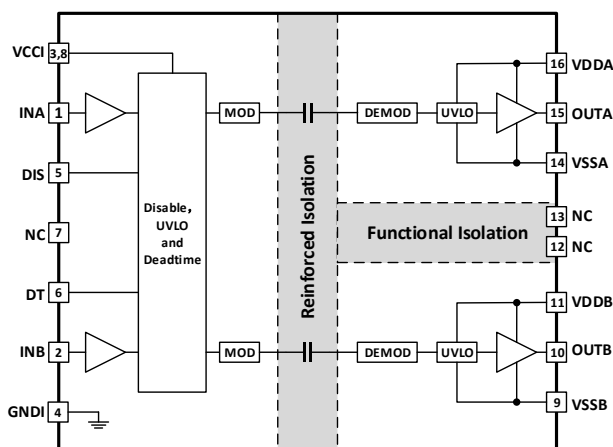 VCCI 3,8
INA 1
DIS 5
NC 7
DT 6
INB 2
GNDI 4
Disable,
UVLO
and
Deadtime
MOD
MOD
Reinforced Isolation
DEMOD
UVLO
Functional Isolation
DEMOD
UVLO
16 VDDA
15 OUTA
14 VSSA
13 NC
12 NC
11 VDDB
10 OUTB
9 VSSB